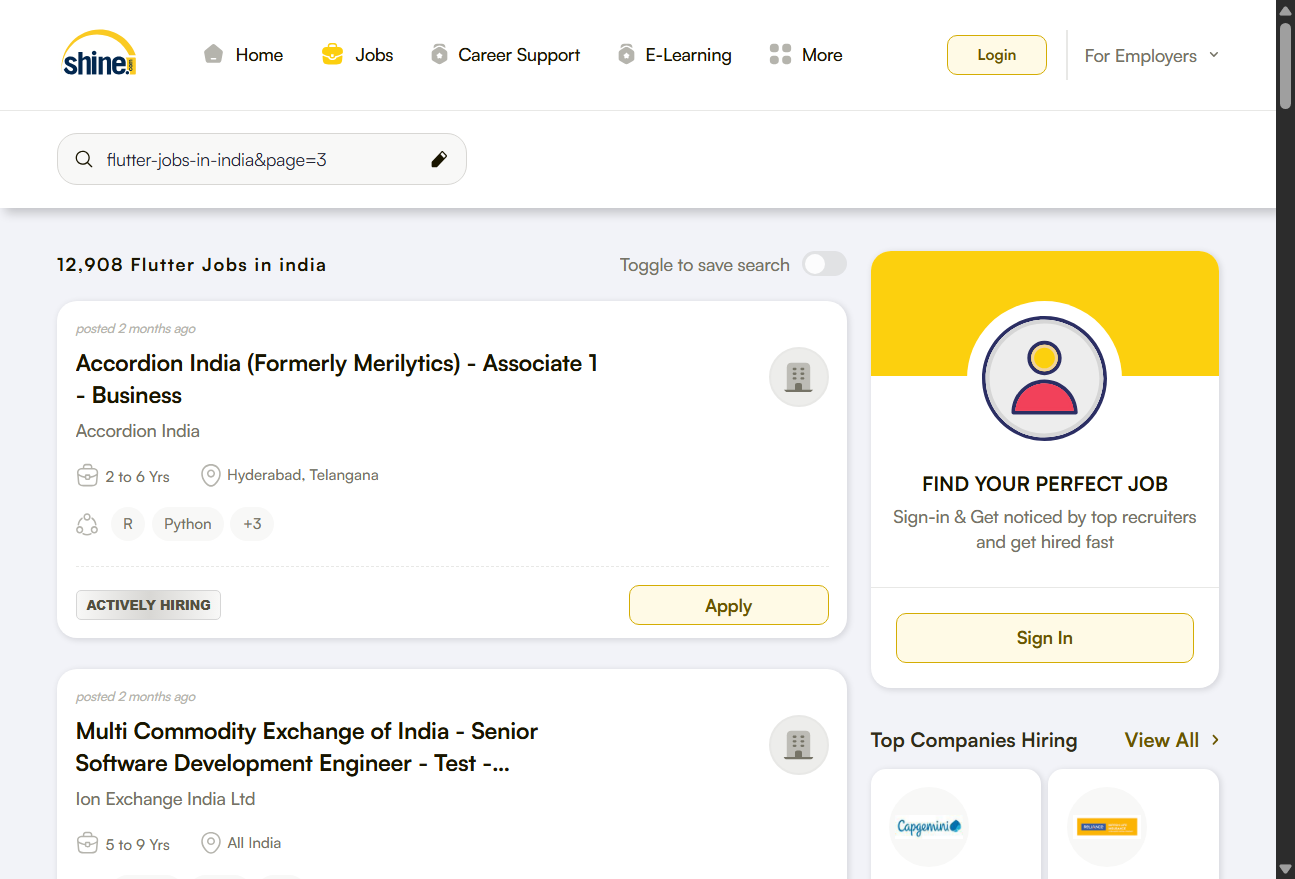 shine.com
Home
Jobs
Career Support
E-Learning
More
Login
For Employers
flutter-jobs-in-india&page=3
12,908 Flutter Jobs in india
Toggle to save search
posted 2 months ago
Accordion India (Formerly Merilytics) - Associate 1
- Business
Accordion India
2 to 6 Yrs
Hyderabad, Telangana
R
Python
+3
ACTIVELY HIRING
Apply
posted 2 months ago
Multi Commodity Exchange of India - Senior
Software Development Engineer - Test -...
Ion Exchange India Ltd
5 to 9 Yrs
All India
FIND YOUR PERFECT JOB
Sign-in & Get noticed by top recruiters
and get hired fast
Sign In
Top Companies Hiring
View All
Capgemini
RELIANCE